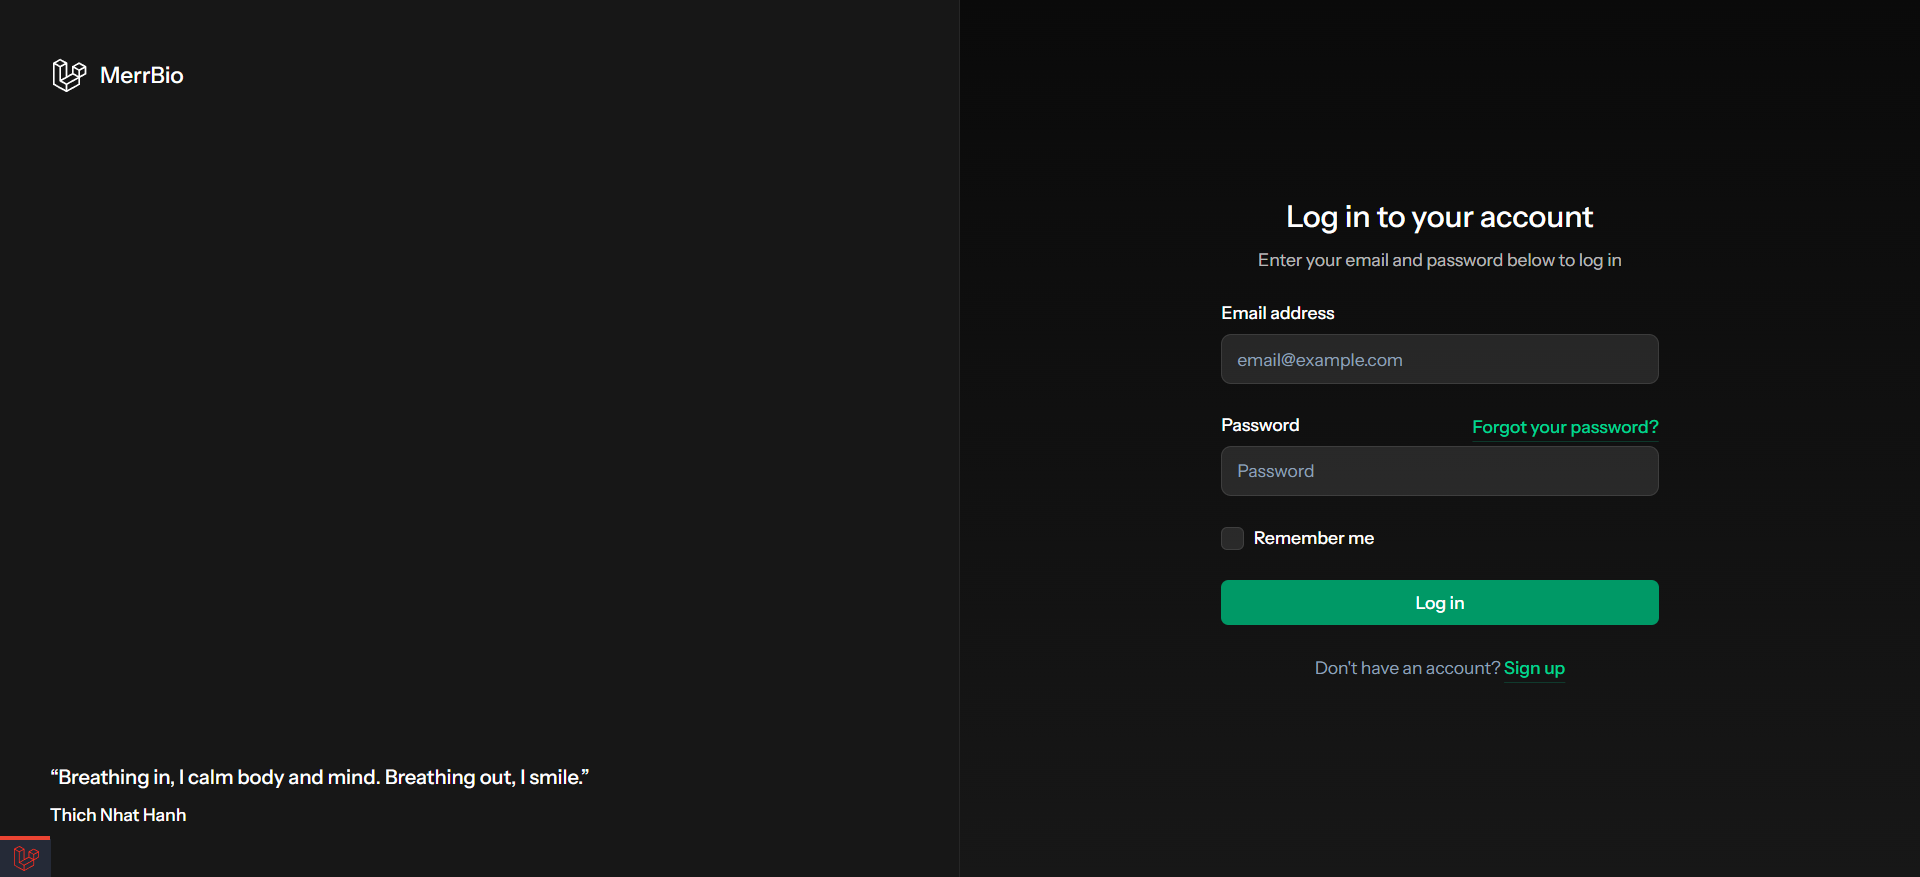 MerrBio
“Breathing in, I calm body and mind. Breathing out, I smile.”
Thich Nhat Hanh
Log in to your account
Enter your email and password below to log in
Email address
email@example.com
Password
Forgot your password?
Password
Remember me
Log in
Don't have an account? Sign up